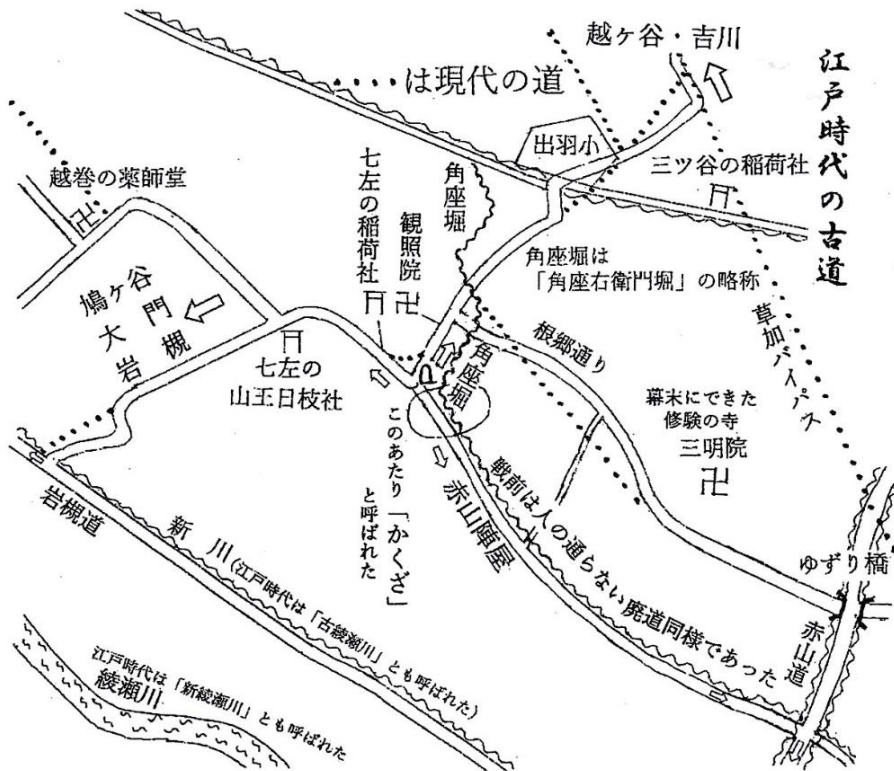 江戸時代の古道
越ヶ谷・吉川
••••は現代の道
出羽小
三ツ谷の稲荷社
越巻の薬師堂
七左の稲荷社
観照院
角座堀
角座堀は
「角座右衛門堀」の略称
草加バイパス
鳩ヶ谷
大門
岩槻
七左の
山王日枝社
角座堀
根郷通り
幕末にできた
修験の寺
三明院
このあたり「かくざ」
と呼ばれた
赤山陣屋
戦前は人の通らない廃道同様であった
ゆずり橋
赤山道
岩槻道
新川(江戸時代は「古綾瀬川」とも呼ばれた)
江戸時代は「新綾瀬川」とも呼ばれた
綾瀬川